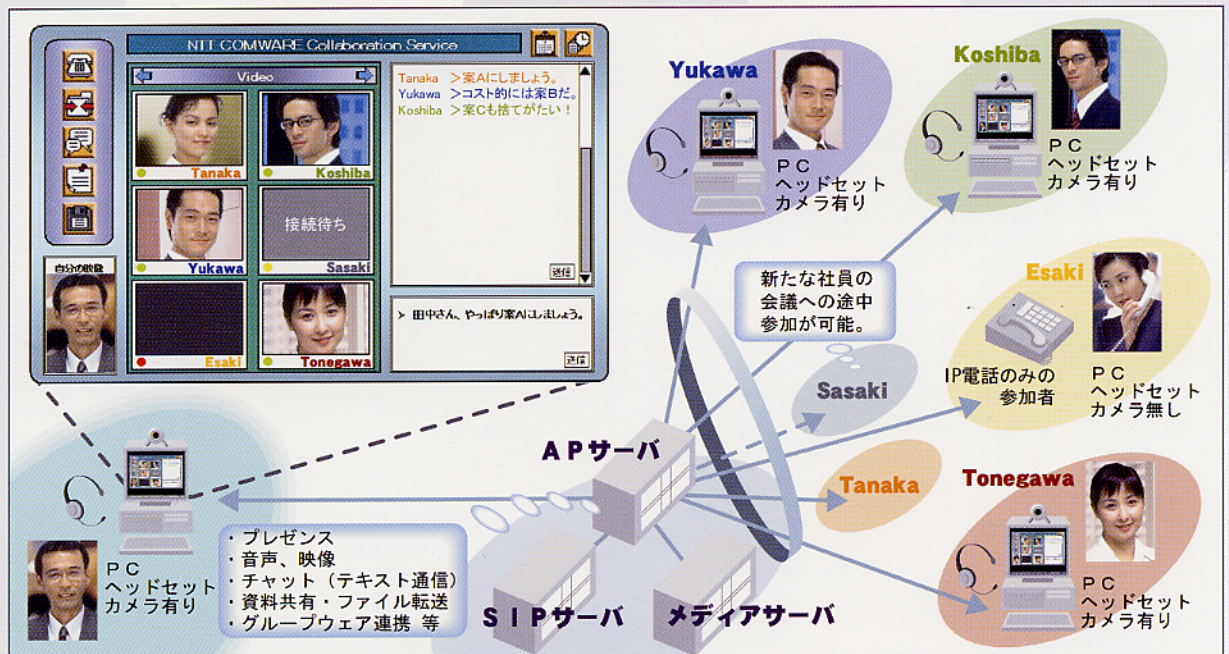 NTT COMWARE Collaboration Service
Video
Tanaka
Koshiba
Yukawa
接続待ち
Sasaki
Esaki
Tonegawa
自分の映像
Tanaka >案Aにしましょう。
Yukawa >コスト的には案Bだ。
Koshiba >案Cも捨てがたい！
送信
> 田中さん、やっぱり案Aにしましょう。
送信
Yukawa
PC
ヘッドセット
カメラ有り
Koshiba
PC
ヘッドセット
カメラ有り
新たな社員の
会議への途中
参加が可能。
Esaki
IP電話のみの
参加者
PC
ヘッドセット
カメラ無し
Sasaki
Tanaka
Tonegawa
PC
ヘッドセット
カメラ有り
APサーバ
SIPサーバ
メディアサーバ
PC
ヘッドセット
カメラ有り
・プレゼンス
・音声、映像
・チャット（テキスト通信）
・資料共有・ファイル転送
・グループウェア連携 等